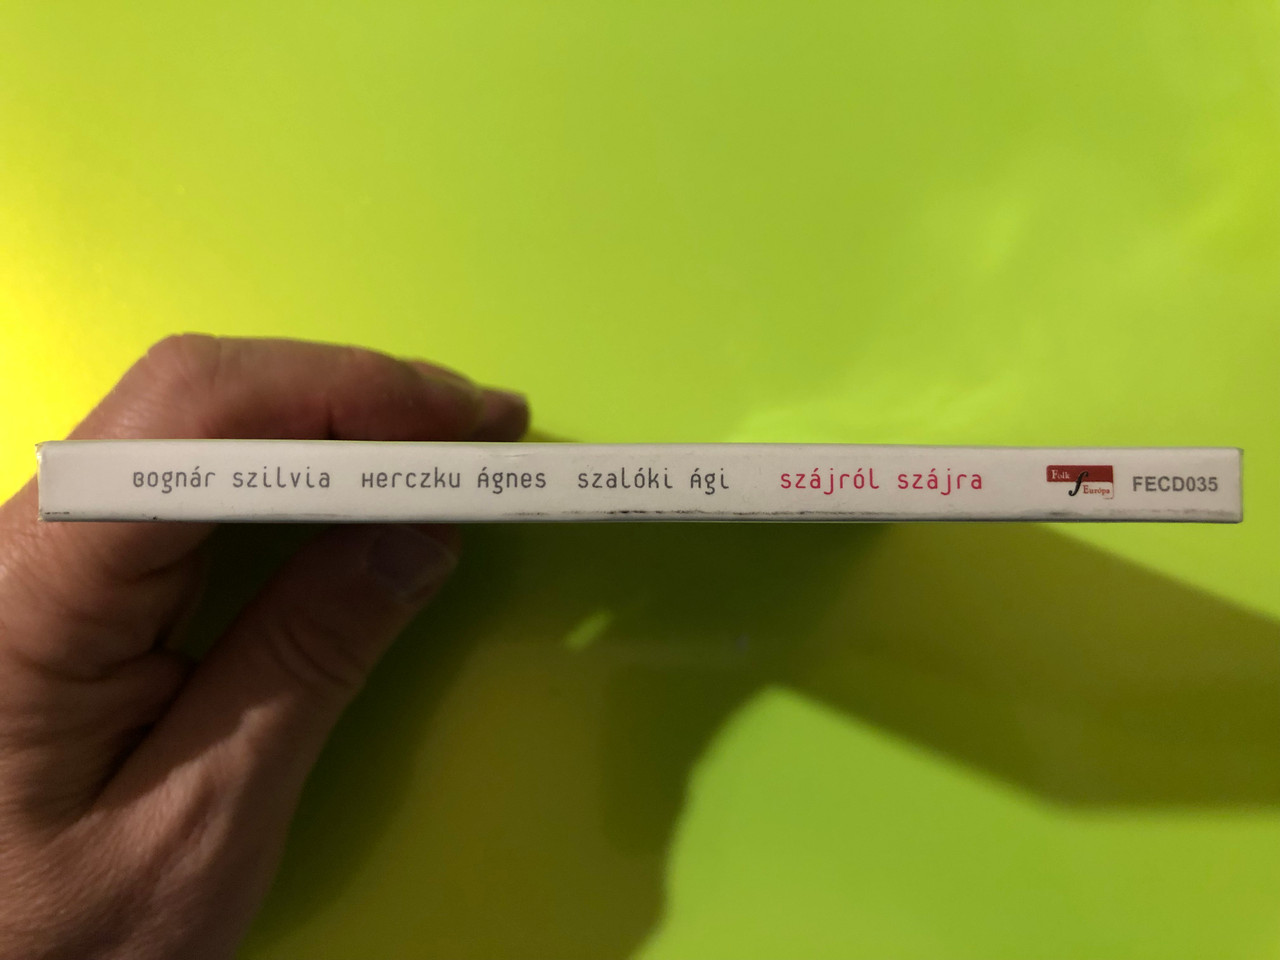 Bognár Szilvia Herczku Ágnes Szalóki Ági szájról szájra Folk Európa FECD035